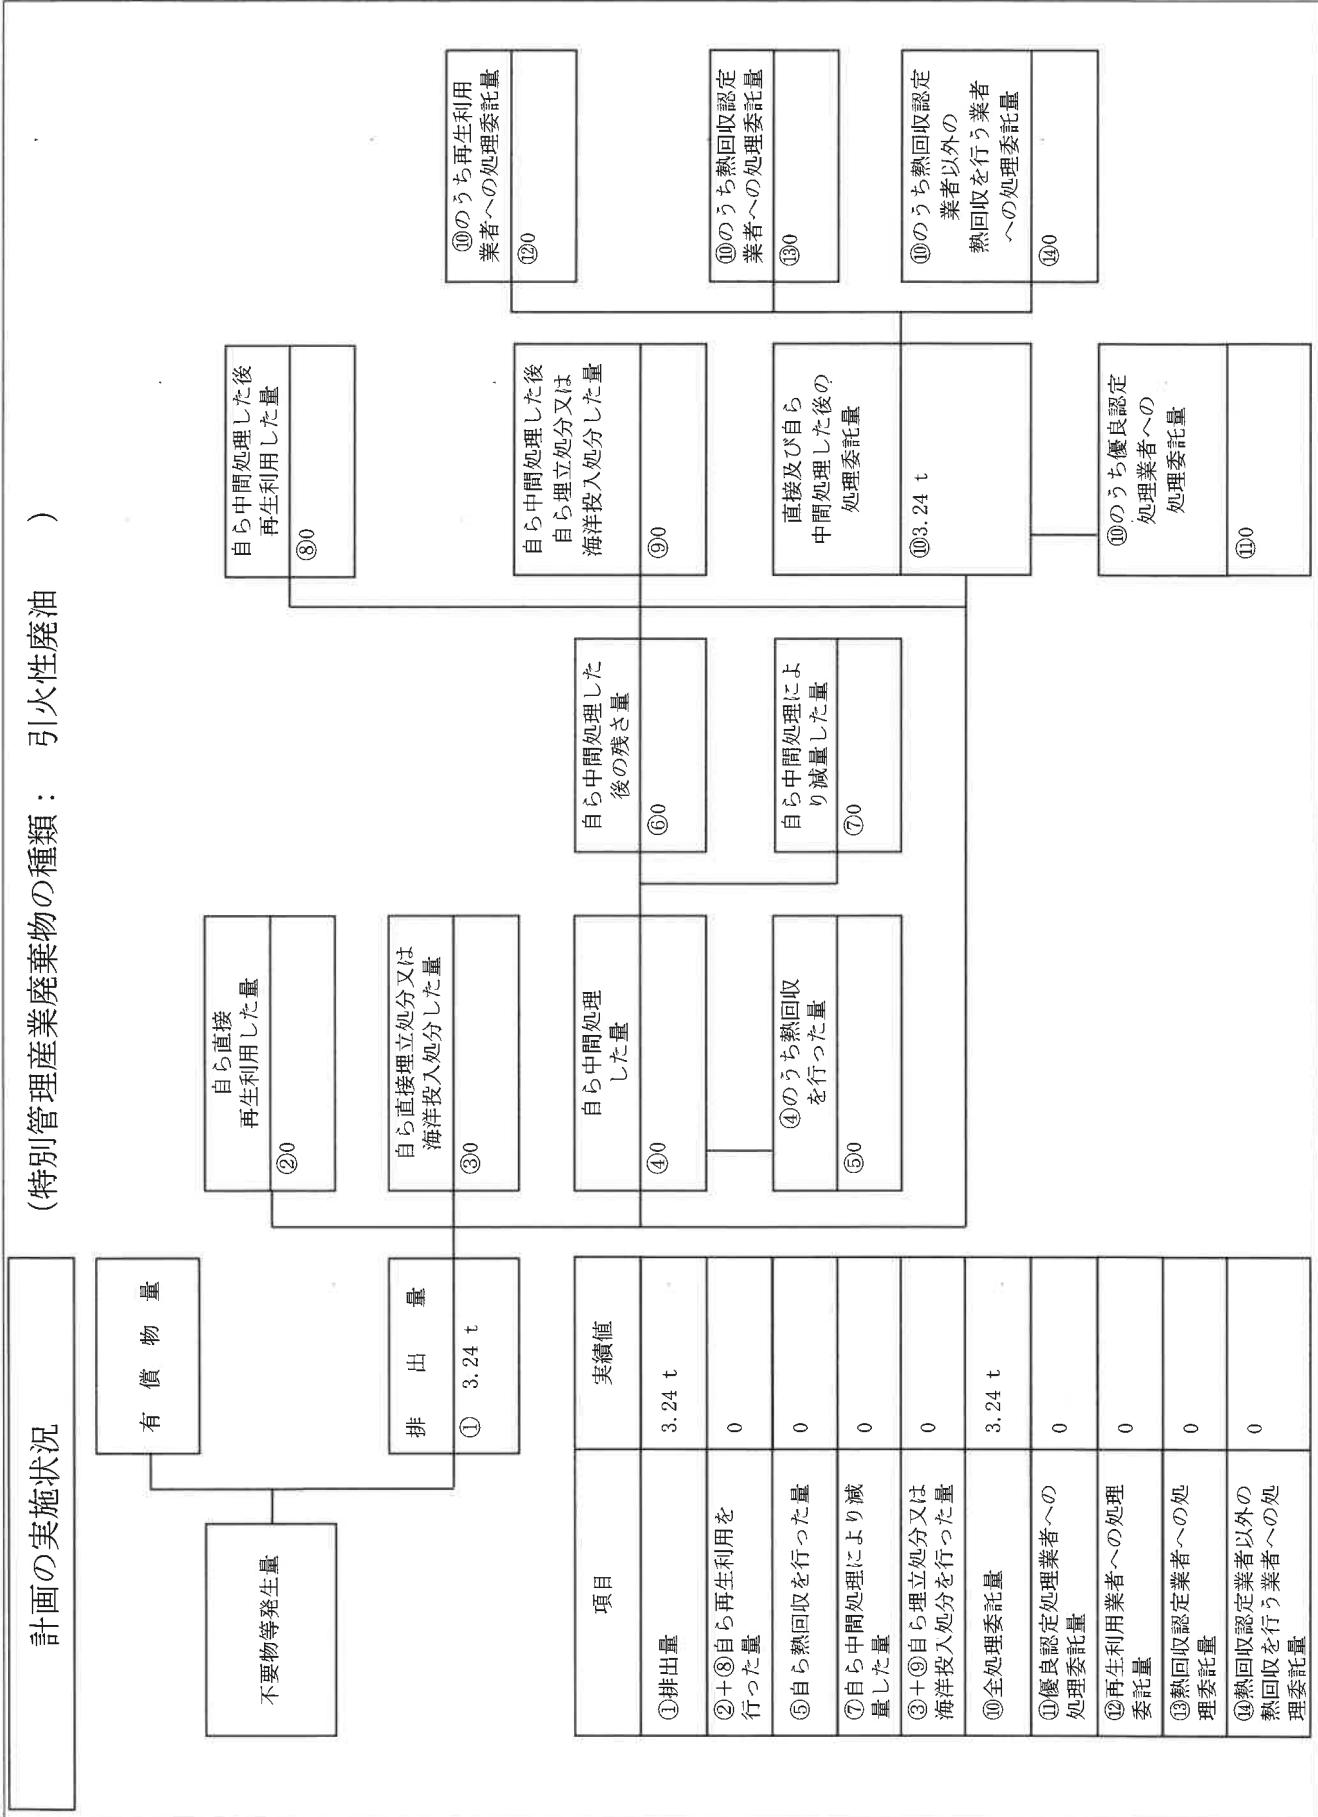 計画の実施状況
(特別管理産業廃棄物の種類： 引火性廃油 )
有償物量
不要物等発生量
排出量
① 3.24 t
自ら直接
再生利用した量
②0
自ら直接埋立処分又は
海洋投入処分した量
③0
自ら中間処理
した量
④0
④のうち熱回収
を行った量
⑤0
自ら中間処理した
後の残さ量
⑥0
自ら中間処理によ
り減量した量
⑦0
自ら中間処理した後
再生利用した量
⑧0
自ら中間処理した後
自ら埋立処分又は
海洋投入処分した量
⑨0
直接及び自ら
中間処理した後の
処理委託量
⑩3.24 t
⑩のうち優良認定
処理業者への
処理委託量
⑪0
⑩のうち再生利用
業者への処理委託量
⑫0
⑩のうち熱回収認定
業者への処理委託量
⑬0
⑩のうち熱回収認定
業者以外の
熱回収を行う業者
への処理委託量
⑭0
項目 実績値
①排出量 3.24 t
②+⑧自ら再生利用を
行った量 0
⑤自ら熱回収を行った量 0
⑦自ら中間処理により減
量した量 0
③+⑨自ら埋立処分又は
海洋投入処分を行った量 0
⑩全処理委託量 3.24 t
⑪優良認定処理業者への
処理委託量 0
⑫再生利用業者への処理
委託量 0
⑬熱回収認定業者への処
理委託量 0
⑭熱回収認定業者以外の
熱回収を行う業者への処
理委託量 0